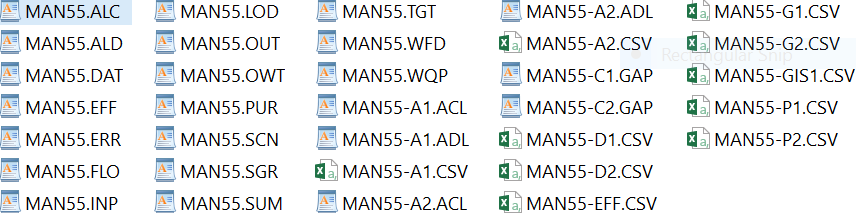 MAN55.ALC
MAN55.ALD
MAN55.DAT
MAN55.EFF
MAN55.ERR
MAN55.FLO
MAN55.INP
MAN55.LOD
MAN55.OUT
MAN55.OWT
MAN55.PUR
MAN55.SCN
MAN55.SGR
MAN55.SUM
MAN55.TGT
MAN55.WFD
MAN55.WQP
MAN55-A1.ACL
MAN55-A1.ADL
MAN55-A1.CSV
MAN55-A2.ACL
MAN55-A2.ADL
MAN55-A2.CSV
MAN55-C1.GAP
MAN55-C2.GAP
MAN55-D1.CSV
MAN55-D2.CSV
MAN55-EFF.CSV
MAN55-G1.CSV
MAN55-G2.CSV
MAN55-GIS1.CSV
MAN55-P1.CSV
MAN55-P2.CSV
Rectangular Snip